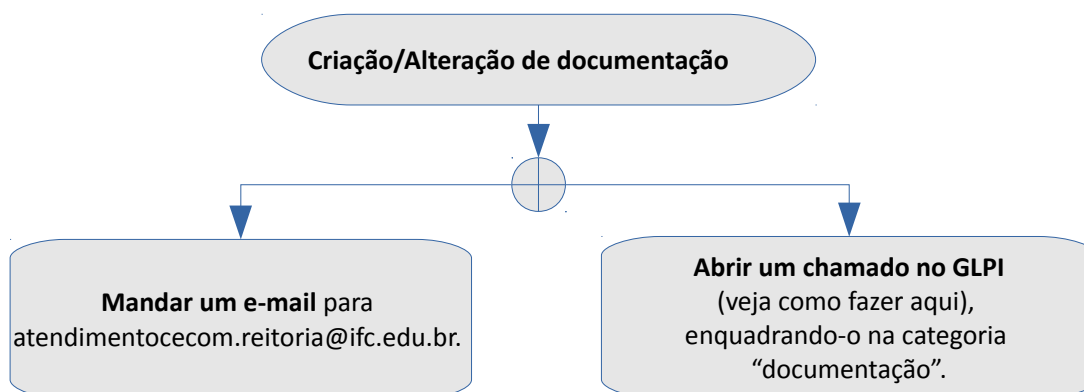 Criação/Alteração de documentação
Mandar um e-mail para
atendimentocecom.reitoria@ifc.edu.br.
Abrir um chamado no GLPI
(veja como fazer aqui),
enquadrando-o na categoria
“documentação”.